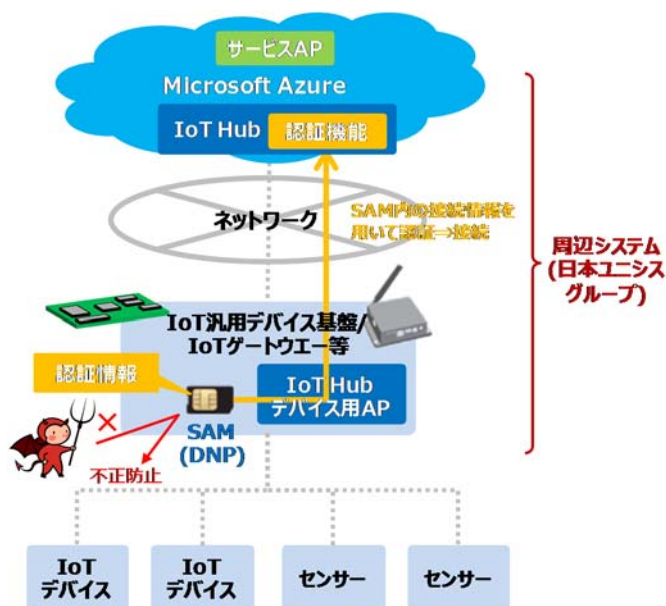 サービスAP
Microsoft Azure
IoT Hub
認証機能
ネットワーク
SAM内の接続情報を
用いて認証⇒接続
周辺システム
(日本ユニシス
グループ)
IoT汎用デバイス基盤/
IoTゲートウエー等
認証情報
IoT Hub
デバイス用AP
SAM
(DNP)
不正防止
IoT
デバイス
IoT
デバイス
センサー
センサー